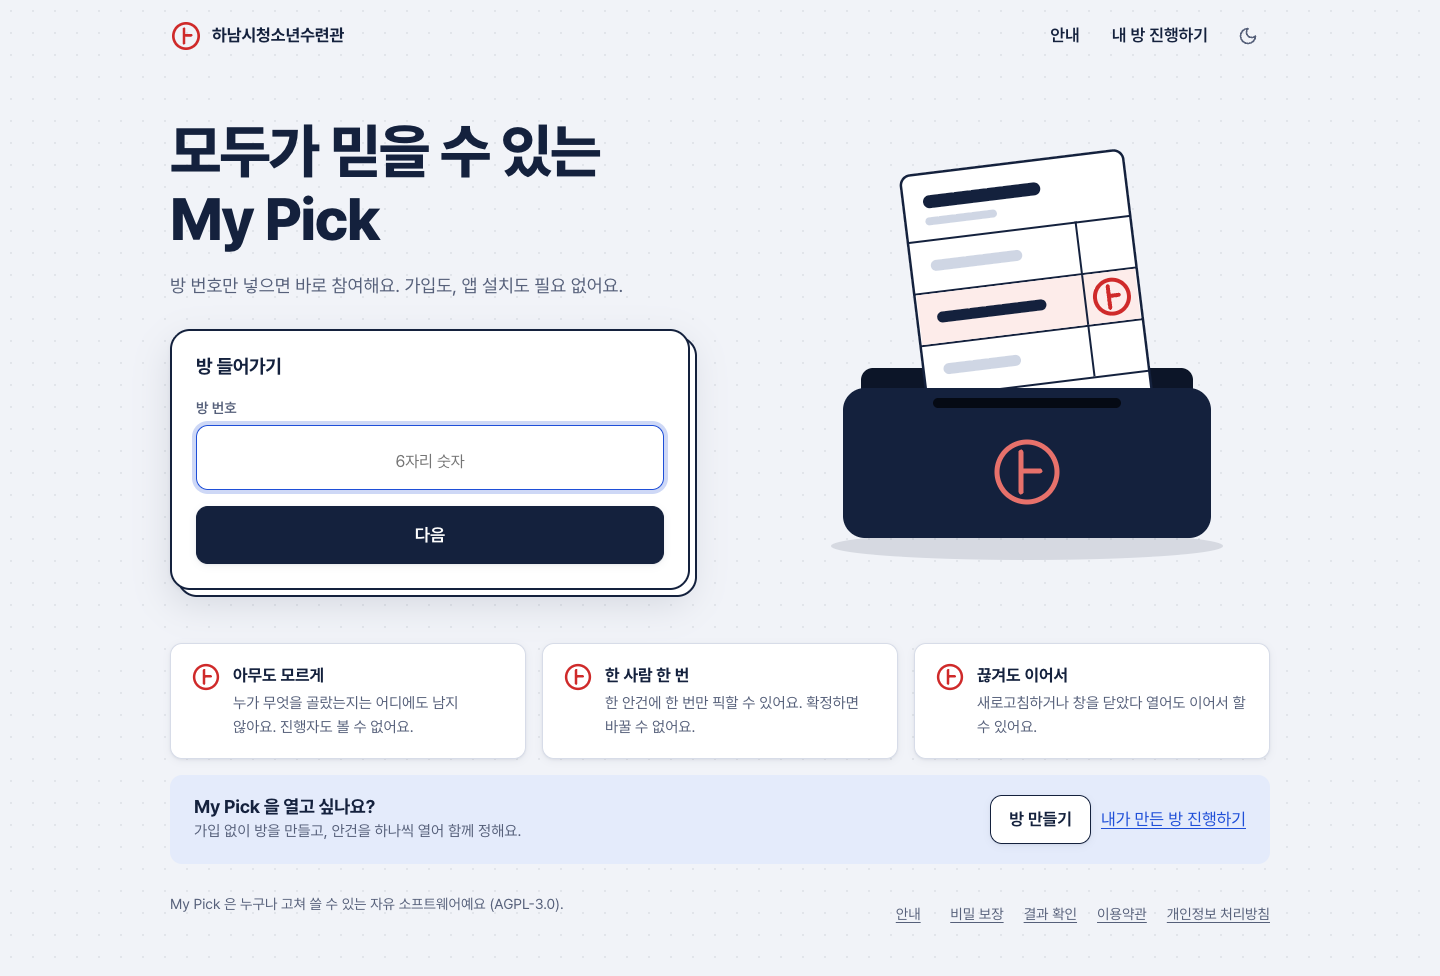 하남시청소년수련관
안내
내 방 진행하기
모두가 믿을 수 있는
My Pick
방 번호만 넣으면 바로 참여해요. 가입도, 앱 설치도 필요 없어요.
방 들어가기
방 번호
6자리 숫자
다음
아무도 모르게
누가 무엇을 골랐는지는 어디에도 남지
않아요. 진행자도 볼 수 없어요.
한 사람 한 번
한 안건에 한 번만 픽할 수 있어요. 확정하면
바꿀 수 없어요.
끊겨도 이어서
새로고침하거나 창을 닫았다 열어도 이어서 할
수 있어요.
My Pick 을 열고 싶나요?
가입 없이 방을 만들고, 안건을 하나씩 열어 함께 정해요.
방 만들기
내가 만든 방 진행하기
My Pick 은 누구나 고쳐 쓸 수 있는 자유 소프트웨어예요 (AGPL-3.0).
안내
비밀 보장
결과 확인
이용약관
개인정보 처리방침